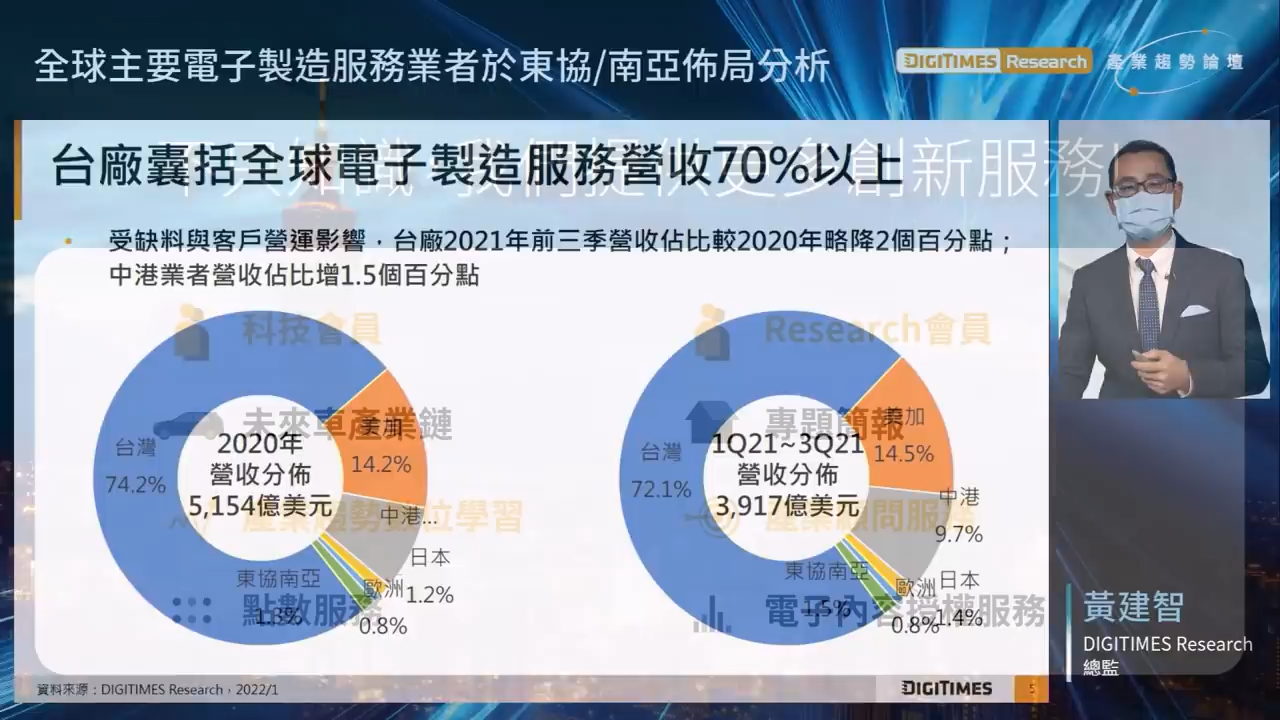 全球主要電子製造服務業者於東協/南亞佈局分析
DIGITIMES Research
產業趨勢論壇
台廠囊括全球電子製造服務營收70%以上
受缺料與客戶營運影響，台廠2021年前三季營收佔比較2020年略降2個百分點；
中港業者營收佔比增1.5個百分點
科技會員
Research會員
未來車產業鏈
專題簡報
點數服務
電子內容授權服務
2020年
營收分佈
5,154億美元
台灣
74.2%
美加
14.2%
中港...
日本
1.2%
歐洲
0.8%
東協南亞
1Q21~3Q21
營收分佈
3,917億美元
台灣
72.1%
美加
14.5%
中港
9.7%
日本
1.4%
歐洲
0.8%
東協南亞
1.5%
黃建智
DIGITIMES Research
總監
資料來源：DIGITIMES Research，2022/1
DIGITIMES
5